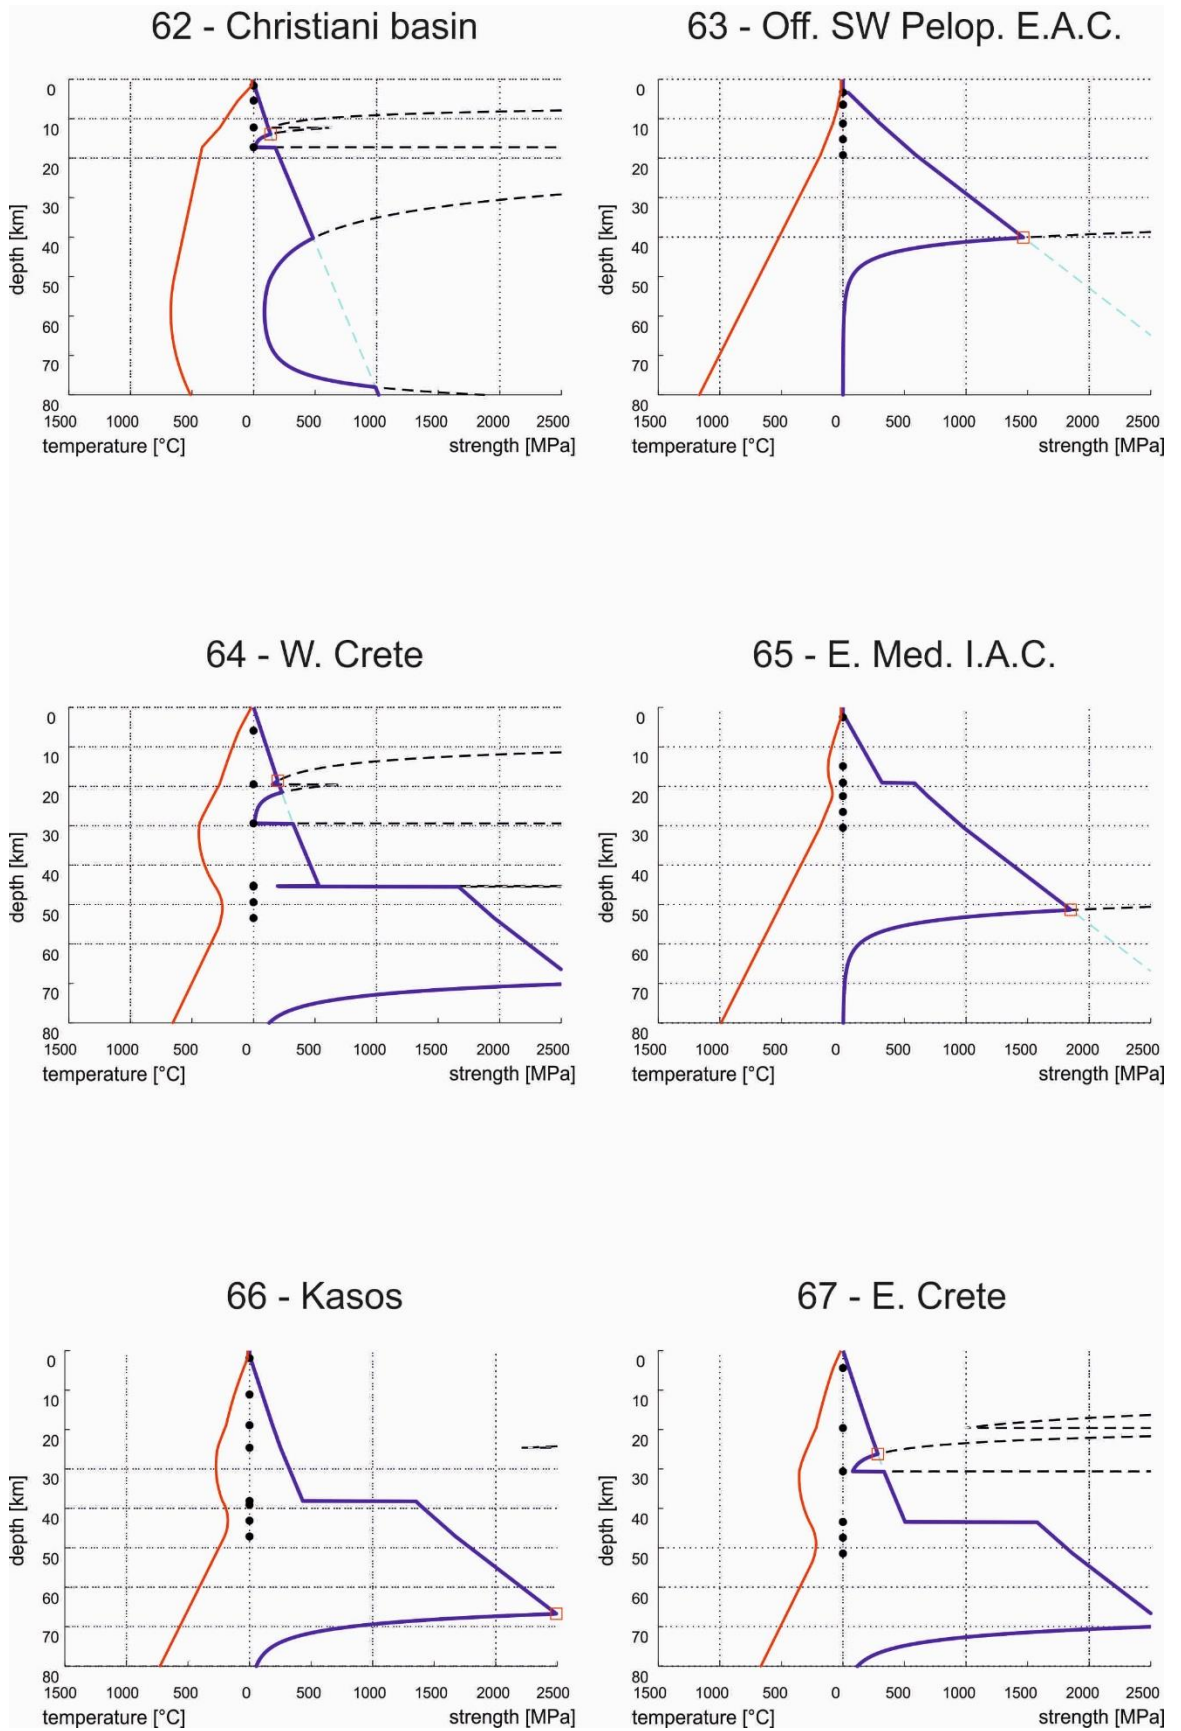 62 - Christiani basin
63 - Off. SW Pelop. E.A.C.
0
10
20
30
40
50
60
70
80
depth [km]
1500 1000 500 0 500 1000 1500 2000 2500
temperature [°C] strength [MPa]
0
10
20
30
40
50
60
70
80
depth [km]
1500 1000 500 0 500 1000 1500 2000 2500
temperature [°C] strength [MPa]
64 - W. Crete
65 - E. Med. I.A.C.
0
10
20
30
40
50
60
70
80
depth [km]
1500 1000 500 0 500 1000 1500 2000 2500
temperature [°C] strength [MPa]
0
10
20
30
40
50
60
70
80
depth [km]
1500 1000 500 0 500 1000 1500 2000 2500
temperature [°C] strength [MPa]
66 - Kasos
67 - E. Crete
0
10
20
30
40
50
60
70
80
depth [km]
1500 1000 500 0 500 1000 1500 2000 2500
temperature [°C] strength [MPa]
0
10
20
30
40
50
60
70
80
depth [km]
1500 1000 500 0 500 1000 1500 2000 2500
temperature [°C] strength [MPa]